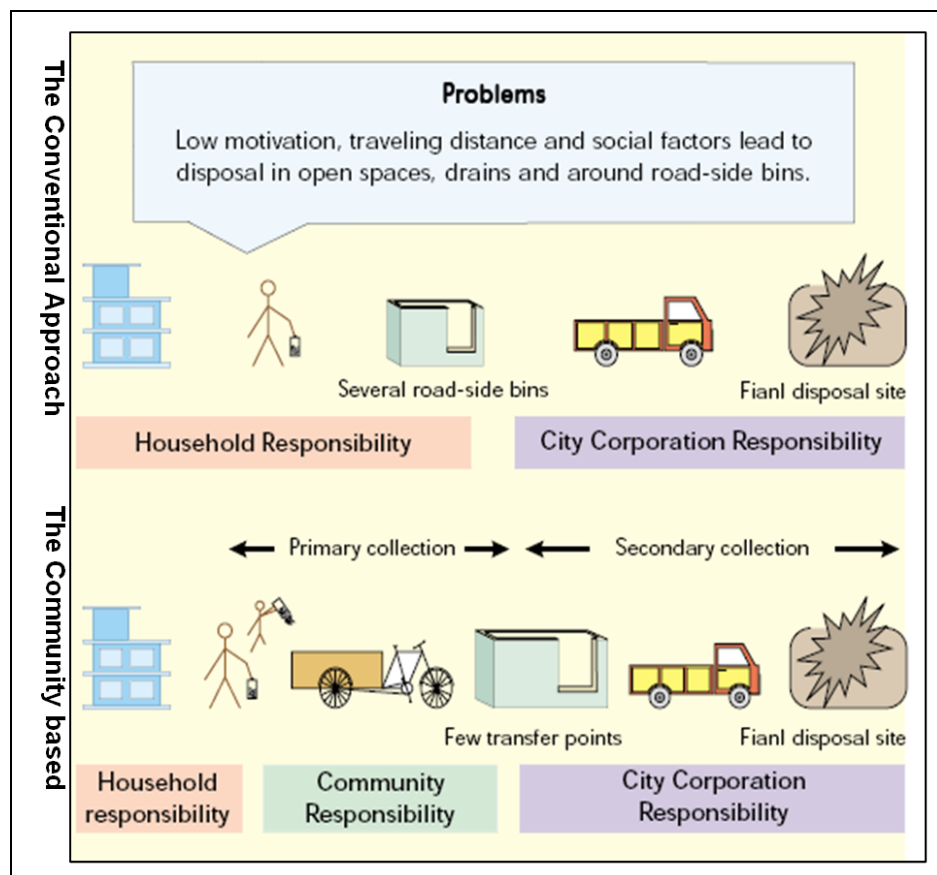 The Conventional Approach
Problems
Low motivation, traveling distance and social factors lead to
disposal in open spaces, drains and around road-side bins.
Several road-side bins
Fianl disposal site
Household Responsibility
City Corporation Responsibility
The Community based
Primary collection
Secondary collection
Few transfer points
Fianl disposal site
Household
responsibility
Community
Responsibility
City Corporation
Responsibility